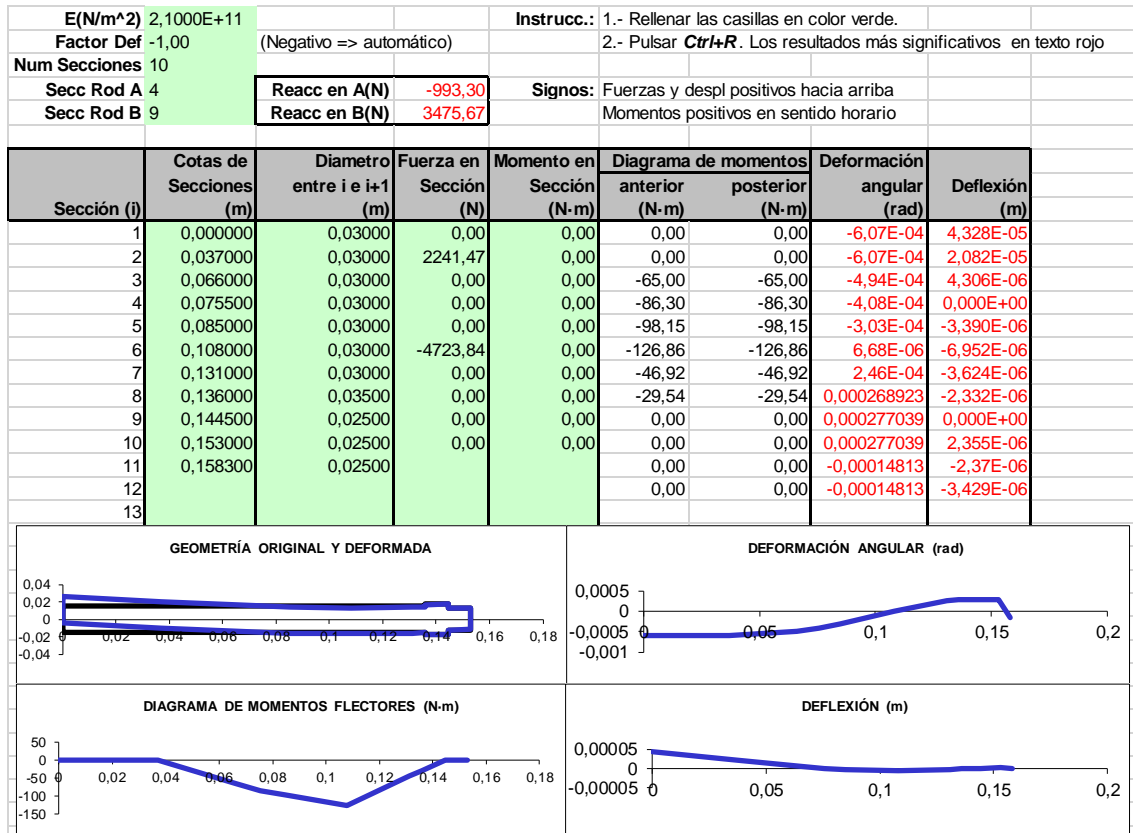 E(N/m^2) 2,1000E+11 Instrucc.: 1.- Rellenar las casillas en color verde.
Factor Def -1,00 (Negativo => automático) 2.- Pulsar Ctrl+R. Los resultados más significativos en texto rojo
Num Secciones 10
Secc Rod A 4 Reacc en A(N) -993,30 Signos: Fuerzas y despl positivos hacia arriba
Secc Rod B 9 Reacc en B(N) 3475,67 Momentos positivos en sentido horario
Cotas de Diametro Fuerza en Momento en Diagrama de momentos Deformación
Secciones entre i e i+1 Sección Sección anterior posterior angular Deflexión
Sección (i) (m) (m) (N) (N·m) (N·m) (N·m) (rad) (m)
1 0,000000 0,03000 0,00 0,00 0,00 0,00 -6,07E-04 4,328E-05
2 0,037000 0,03000 2241,47 0,00 0,00 0,00 -6,07E-04 2,082E-05
3 0,066000 0,03000 0,00 0,00 -65,00 -65,00 -4,94E-04 4,306E-06
4 0,075500 0,03000 0,00 0,00 -86,30 -86,30 -4,08E-04 0,000E+00
5 0,085000 0,03000 0,00 0,00 -98,15 -98,15 -3,03E-04 -3,390E-06
6 0,108000 0,03000 -4723,84 0,00 -126,86 -126,86 6,68E-06 -6,952E-06
7 0,131000 0,03000 0,00 0,00 -46,92 -46,92 2,46E-04 -3,624E-06
8 0,136000 0,03500 0,00 0,00 -29,54 -29,54 0,000268923 -2,332E-06
9 0,144500 0,02500 0,00 0,00 0,00 0,00 0,000277039 0,000E+00
10 0,153000 0,02500 0,00 0,00 0,00 0,00 0,000277039 2,355E-06
11 0,158300 0,02500 0,00 0,00 -0,00014813 -2,37E-06
12 0,00 0,00 -0,00014813 -3,429E-06
13
GEOMETRÍA ORIGINAL Y DEFORMADA
0,04
0,02
0
-0,02
-0,04
0 0,02 0,04 0,06 0,08 0,1 0,12 0,14 0,16 0,18
DEFORMACIÓN ANGULAR (rad)
0,0005
0
-0,0005
-0,001
0 0,05 0,1 0,15 0,2
DIAGRAMA DE MOMENTOS FLECTORES (N·m)
50
0
-50
-100
-150
0 0,02 0,04 0,06 0,08 0,1 0,12 0,14 0,16 0,18
DEFLEXIÓN (m)
0,00005
0
-0,00005
0 0,05 0,1 0,15 0,2